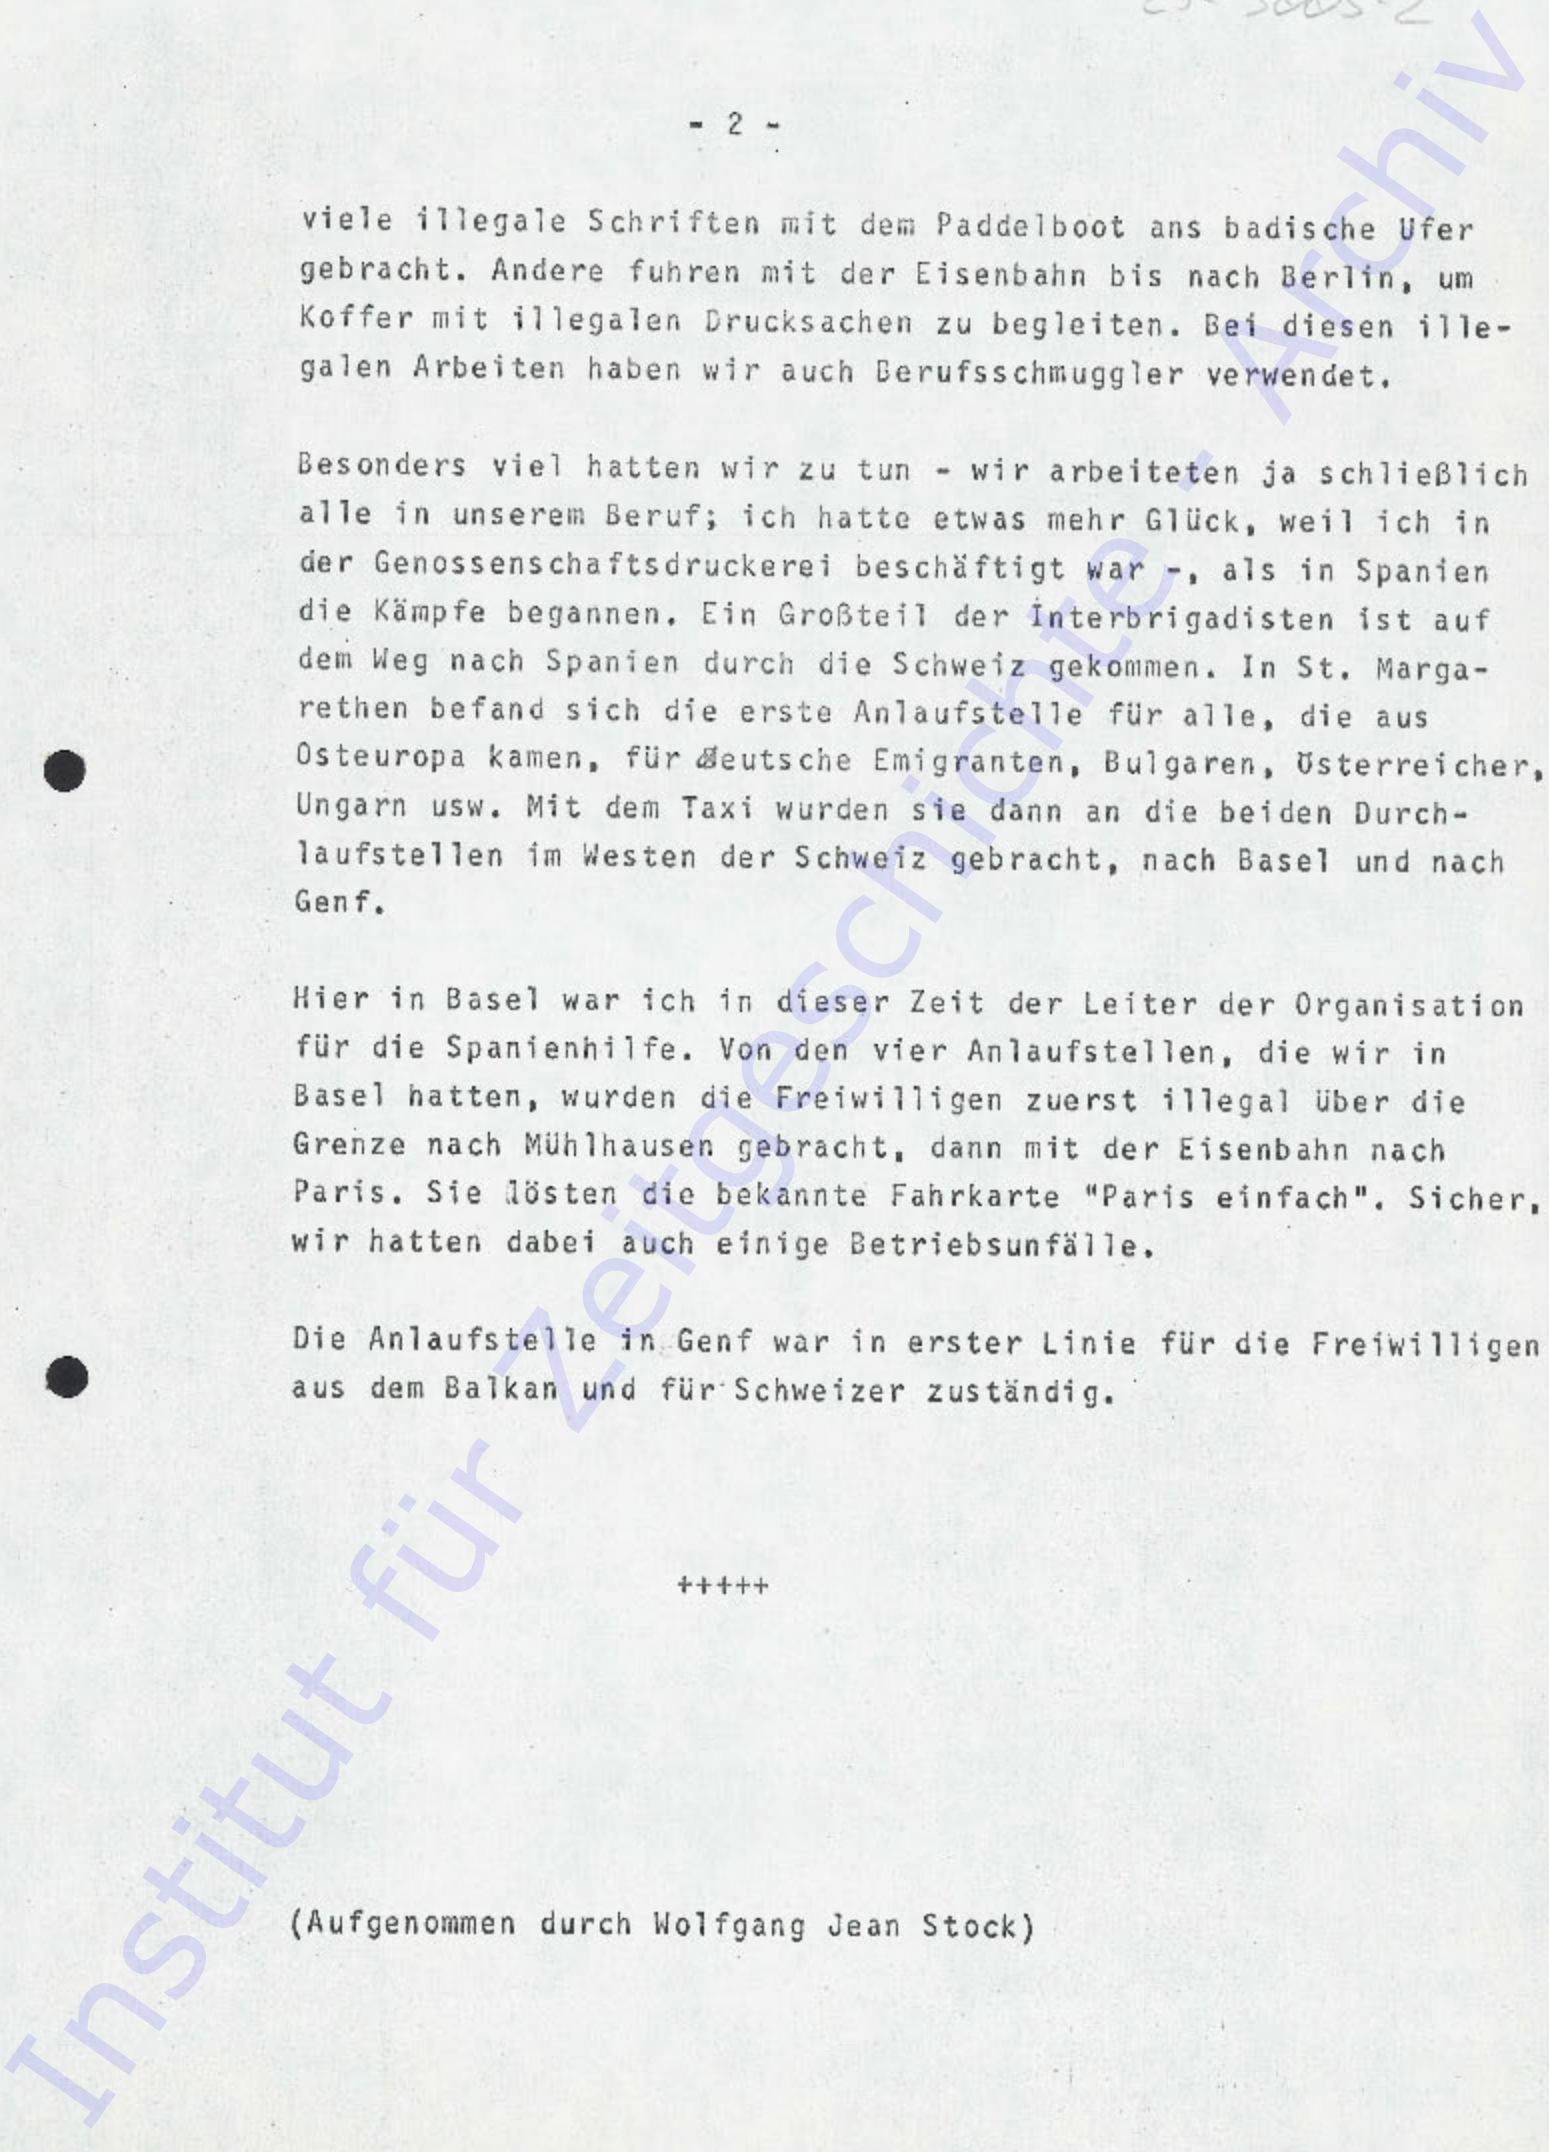 - 2 -
viele illegale Schriften mit dem Paddelboot ans badische Ufer
gebracht. Andere fuhren mit der Eisenbahn bis nach Berlin, um
Koffer mit illegalen Drucksachen zu begleiten. Bei diesen ille-
galen Arbeiten haben wir auch Berufsschmuggler verwendet.
Besonders viel hatten wir zu tun - wir arbeiteten ja schließlich
alle in unserem Beruf; ich hatte etwas mehr Glück, weil ich in
der Genossenschaftsdruckerei beschäftigt war -, als in Spanien
die Kämpfe begannen. Ein Großteil der Interbrigadisten ist auf
dem Weg nach Spanien durch die Schweiz gekommen. In St. Marga-
rethen befand sich die erste Anlaufstelle für alle, die aus
Osteuropa kamen, für deutsche Emigranten, Bulgaren, Österreicher,
Ungarn usw. Mit dem Taxi wurden sie dann an die beiden Durch-
laufstellen im Westen der Schweiz gebracht, nach Basel und nach
Genf.
Hier in Basel war ich in dieser Zeit der Leiter der Organisation
für die Spanienhilfe. Von den vier Anlaufstellen, die wir in
Basel hatten, wurden die Freiwilligen zuerst illegal über die
Grenze nach Mühlhausen gebracht, dann mit der Eisenbahn nach
Paris. Sie lösten die bekannte Fahrkarte "Paris einfach". Sicher,
wir hatten dabei auch einige Betriebsunfälle.
Die Anlaufstelle in Genf war in erster Linie für die Freiwilligen
aus dem Balkan und für Schweizer zuständig.
+++++
(Aufgenommen durch Wolfgang Jean Stock)
Institut für Zeitgeschichte - Archiv